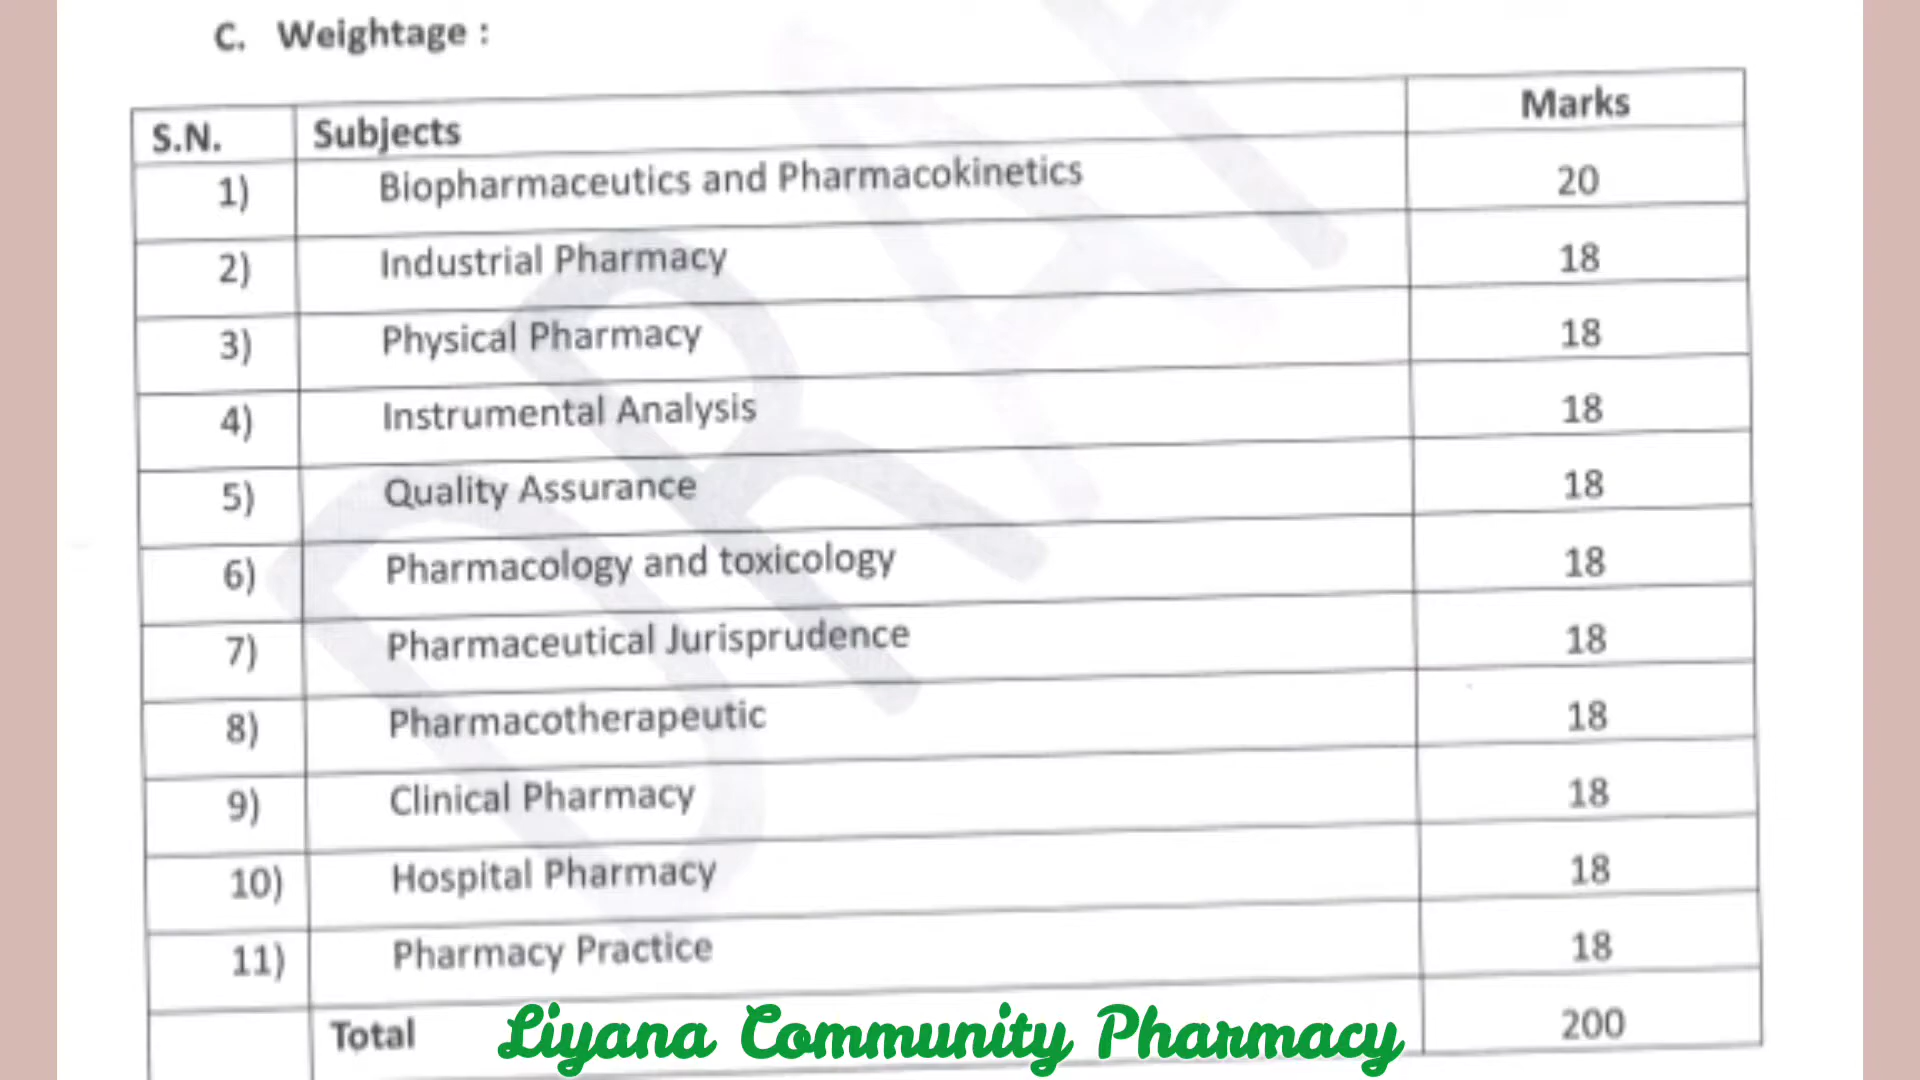 C. Weightage :
S.N. Subjects Marks
1) Biopharmaceutics and Pharmacokinetics 20
2) Industrial Pharmacy 18
3) Physical Pharmacy 18
4) Instrumental Analysis 18
5) Quality Assurance 18
6) Pharmacology and toxicology 18
7) Pharmaceutical Jurisprudence 18
8) Pharmacotherapeutic 18
9) Clinical Pharmacy 18
10) Hospital Pharmacy 18
11) Pharmacy Practice 18
Total 200
Liyana Community Pharmacy